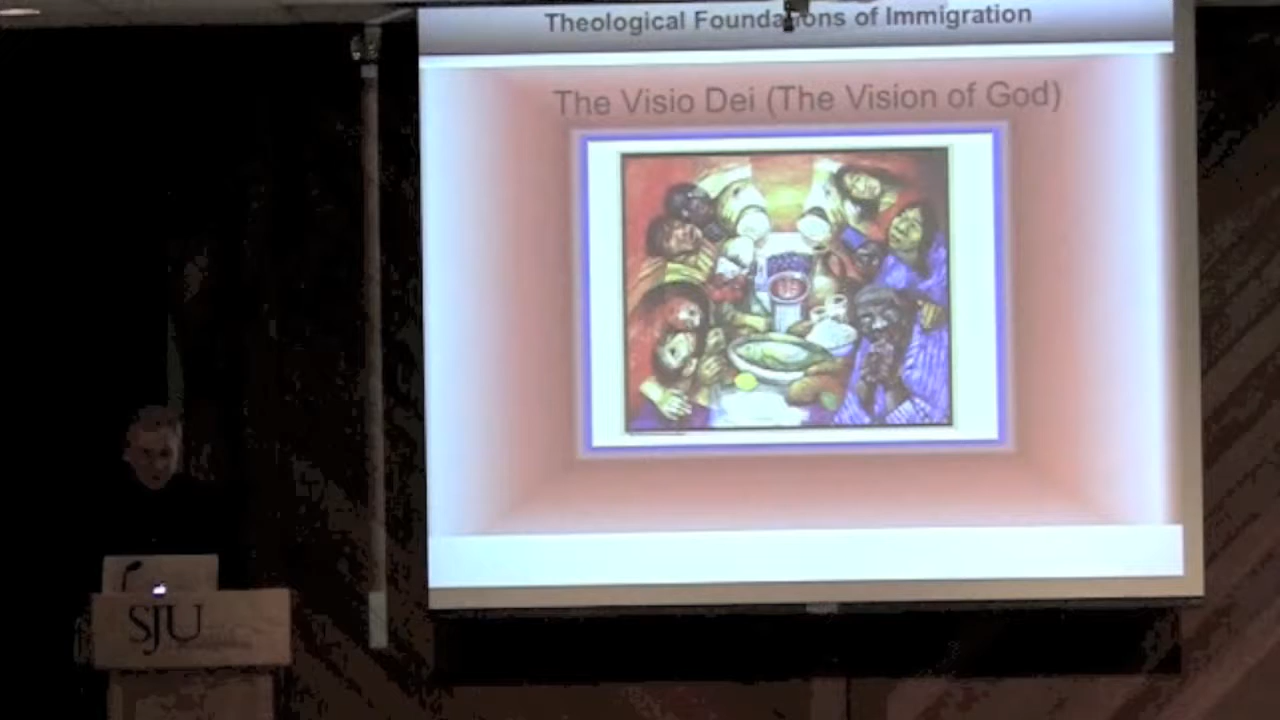 Theological Foundations of Immigration
The Visio Dei (The Vision of God)
SJU